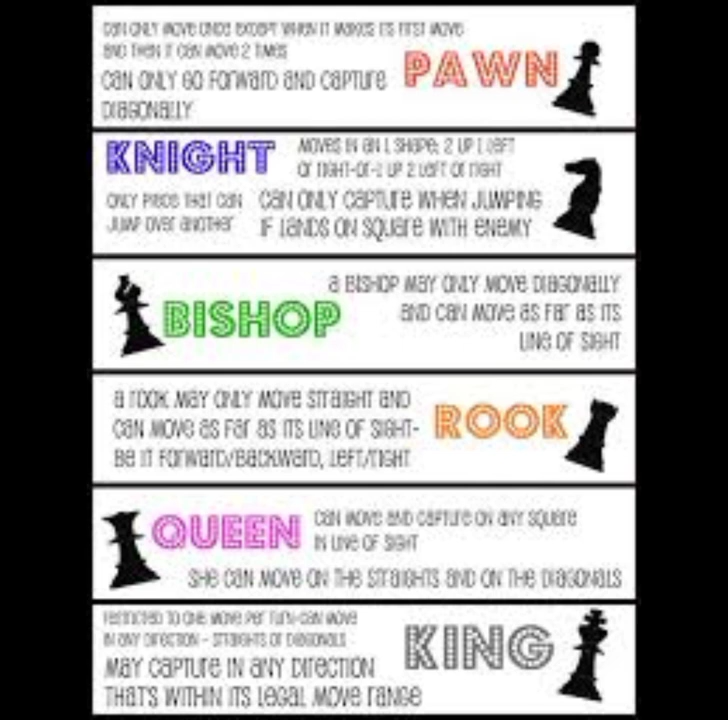 can only move once except when it makes its first move
and then it can move 2 times
can only go forward and capture
diagonally
PAWN
KNIGHT
moves in an L shape; 2 up 1 left
or right-or-1 up 2 left or right
only piece that can
jump over another
can only capture when jumping
if lands on square with enemy
BISHOP
a bishop may only move diagonally
and can move as far as its
line of sight
a rook may only move straight and
can move as far as its line of sight-
be it forward/backward, left/right
ROOK
QUEEN
can move and capture on any square
in line of sight
she can move on the straights and on the diagonals
restricted to one move per turn-can move
in any direction - straights or diagonals
may capture in any direction
that's within its legal move range
KING